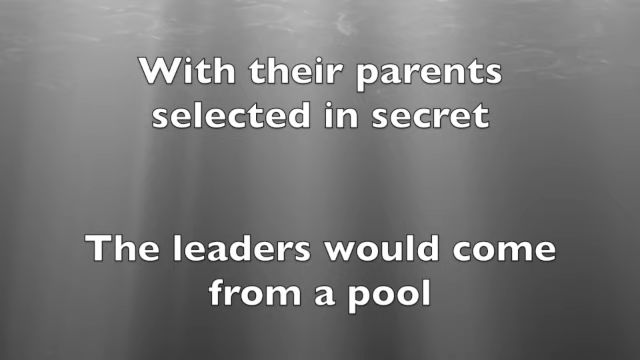 With their parents
selected in secret
The leaders would come
from a pool